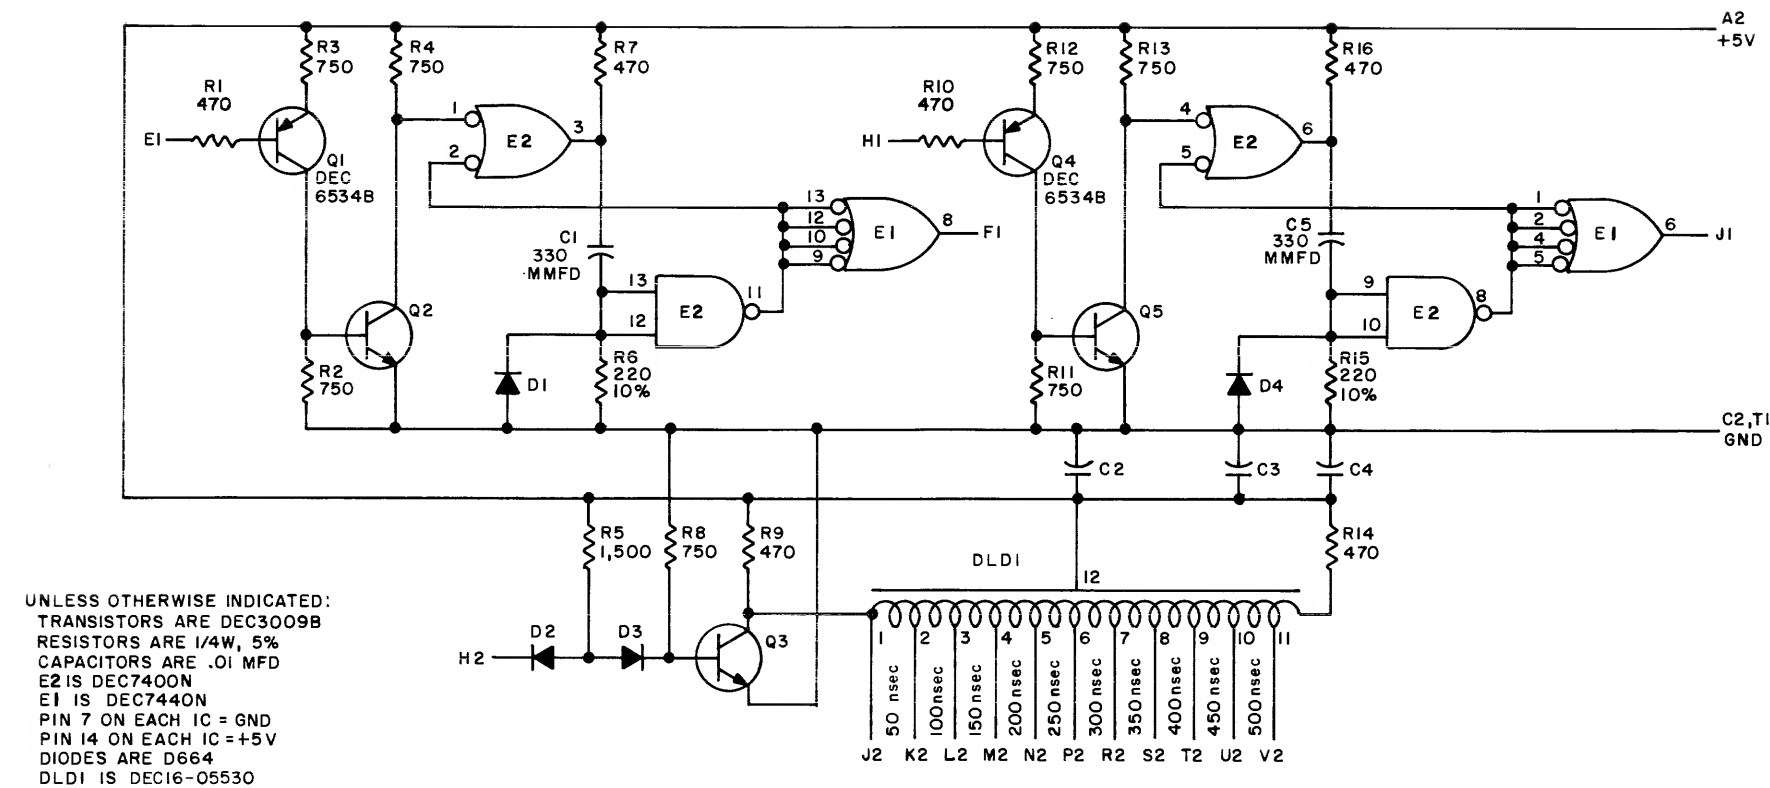 A2
+5V
R3
750
R4
750
R7
470
R12
750
R13
750
R16
470
R1
470
R10
470
E1
H1
1
2
E2
3
4
5
E2
6
Q1
DEC
6534B
Q4
DEC
6534B
13
12
10
9
E1
8
F1
1
2
4
5
E1
6
J1
C1
330
MMFD
C5
330
MMFD
13
12
E2
11
9
10
E2
8
Q2
Q5
R2
750
D1
R6
220
10%
R11
750
D4
R15
220
10%
C2,T1
GND
C2
C3
C4
R5
1,500
R8
750
R9
470
R14
470
DLD1
12
H2
D2
D3
Q3
1 2 3 4 5 6 7 8 9 10 11
50 nsec
100nsec
150nsec
200nsec
250nsec
300nsec
350nsec
400nsec
450nsec
500nsec
J2 K2 L2 M2 N2 P2 R2 S2 T2 U2 V2
UNLESS OTHERWISE INDICATED:
TRANSISTORS ARE DEC3009B
RESISTORS ARE 1/4W, 5%
CAPACITORS ARE .01 MFD
E2 IS DEC7400N
E1 IS DEC7440N
PIN 7 ON EACH IC = GND
PIN 14 ON EACH IC =+5V
DIODES ARE D664
DLD1 IS DEC16-05530